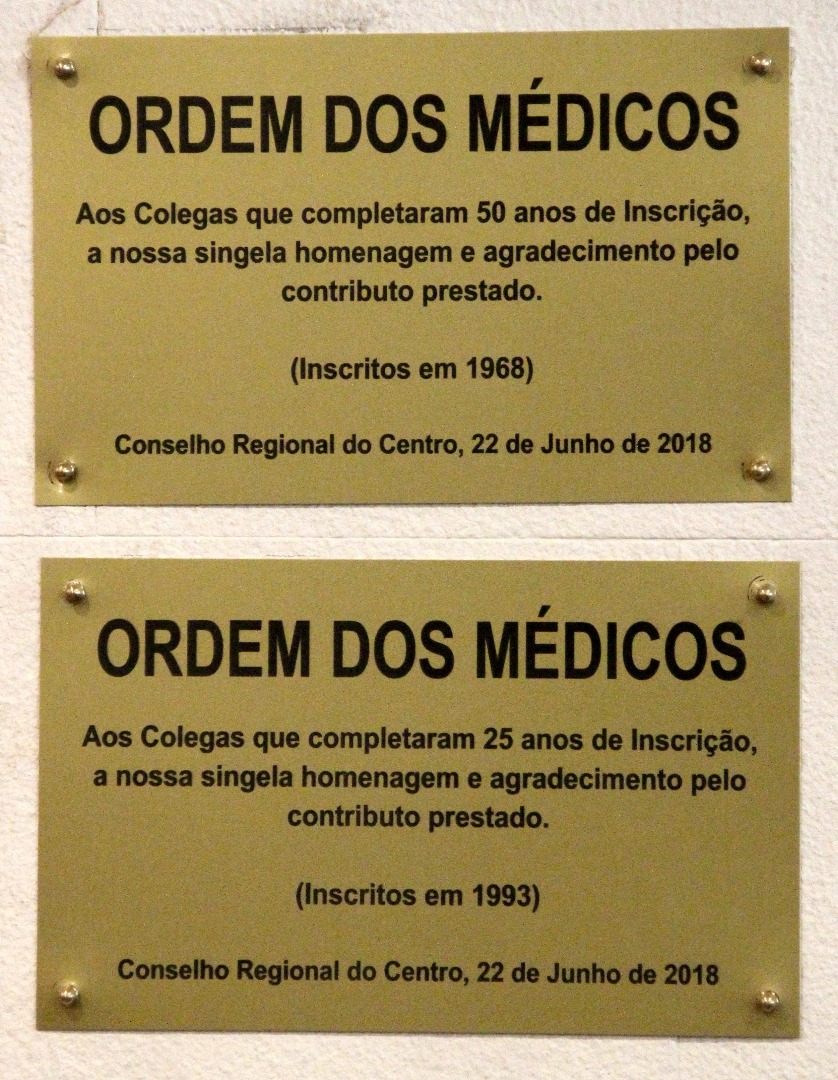 ORDEM DOS MÉDICOS
Aos Colegas que completaram 50 anos de Inscrição,
a nossa singela homenagem e agradecimento pelo
contributo prestado.
(Inscritos em 1968)
Conselho Regional do Centro, 22 de Junho de 2018
ORDEM DOS MÉDICOS
Aos Colegas que completaram 25 anos de Inscrição,
a nossa singela homenagem e agradecimento pelo
contributo prestado.
(Inscritos em 1993)
Conselho Regional do Centro, 22 de Junho de 2018